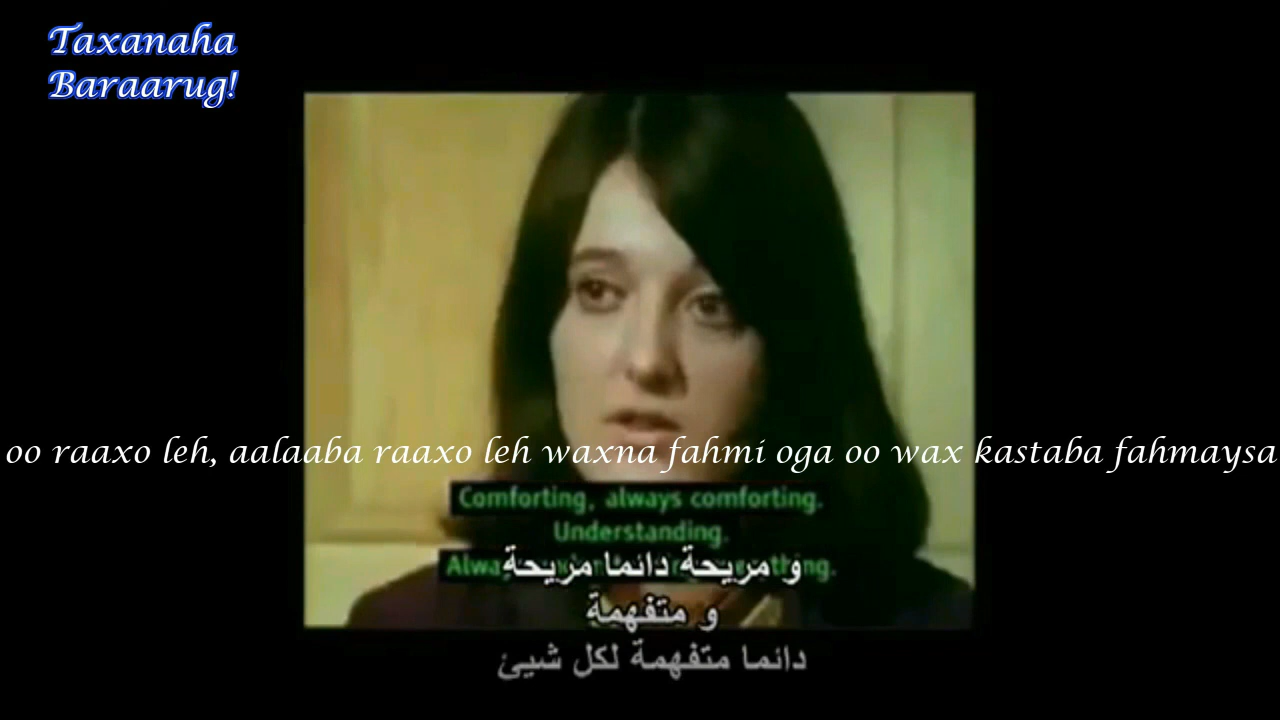 Taxanaha
Baraarug!
oo raaxo leh, aalaaba raaxo leh waxna fahmi oga oo wax kastaba fahmaysa
Comforting, always comforting.
Understanding.
و مريحة دائما مريحة
و متفهمة
دائما متفهمة لكل شيئ